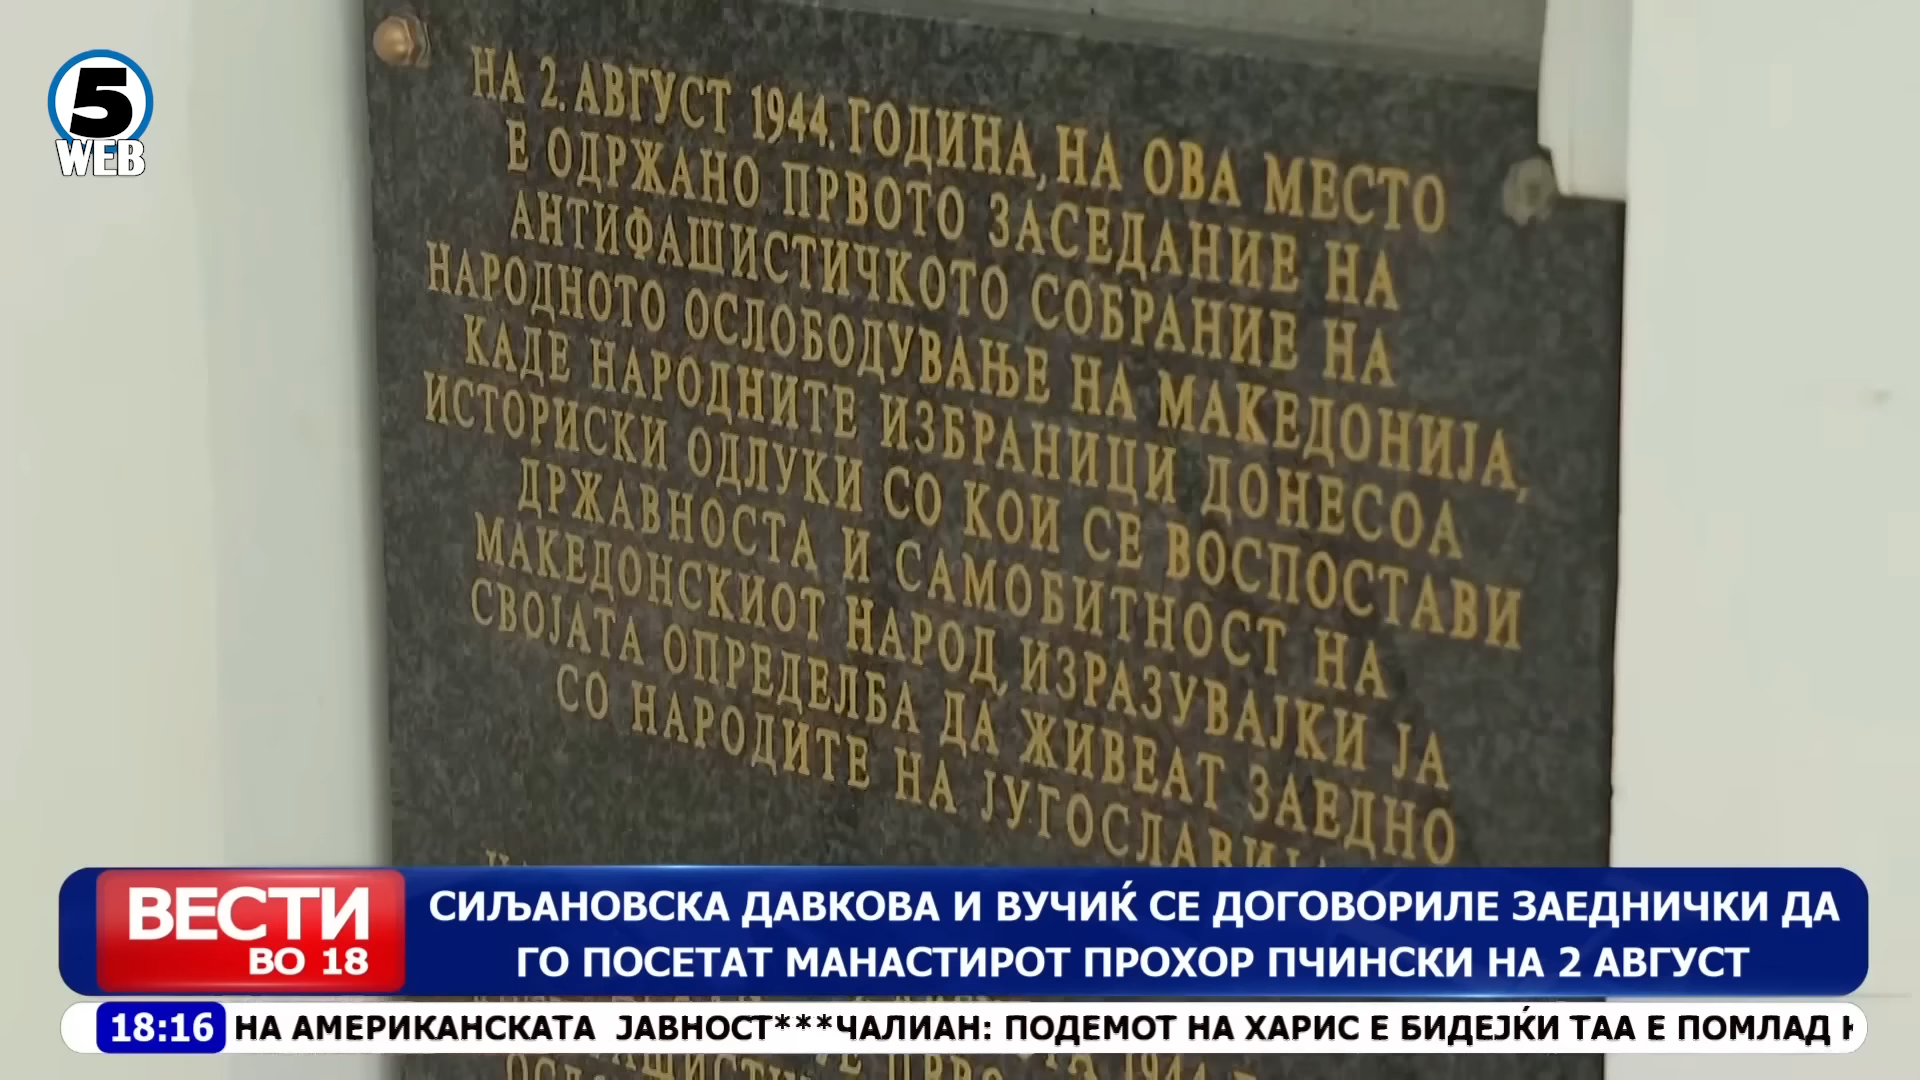 5
WEB
НА 2. АВГУСТ 1944. ГОДИНА, НА ОВА МЕСТО
Е ОДРЖАНО ПРВОТО ЗАСЕДАНИЕ НА
АНТИФАШИСТИЧКОТО СОБРАНИЕ НА
НАРОДНОТО ОСЛОБОДУВАЊЕ НА МАКЕДОНИЈА,
КАДЕ НАРОДНИТЕ ИЗБРАНИЦИ ДОНЕСОА
ИСТОРИСКИ ОДЛУКИ СО КОИ СЕ ВОСПОСТАВИ
ДРЖАВНОСТА И САМОБИТНОСТ НА
МАКЕДОНСКИОТ НАРОД, ИЗРАЗУВАЈКИ ЈА
СВОЈАТА ОПРЕДЕЛБА ДА ЖИВЕАТ ЗАЕДНО
СО НАРОДИТЕ НА
ВЕСТИ
ВО 18
СИЉАНОВСКА ДАВКОВА И ВУЧИЌ СЕ ДОГОВОРИЛЕ ЗАЕДНИЧКИ ДА
ГО ПОСЕТАТ МАНАСТИРОТ ПРОХОР ПЧИНСКИ НА 2 АВГУСТ
18:16 НА АМЕРИКАНСКАТА ЈАВНОСТ***ЧАЛИАН: ПОДЕМОТ НА ХАРИС Е БИДЕЈЌИ ТАА Е ПОМЛАД